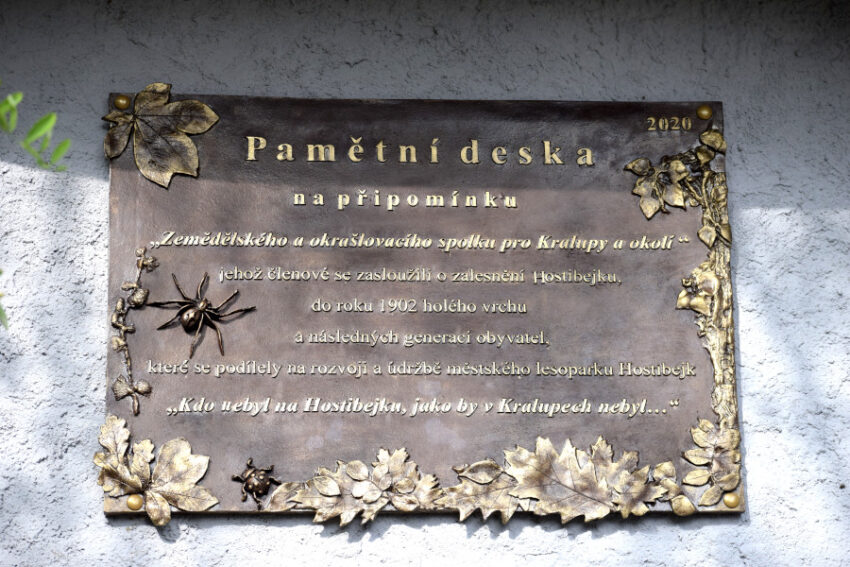 2020
Pamětní deska
na připomínku
„Zemědělského a okrašlovacího spolku pro Kralupy a okolí“
jehož členové se zasloužili o zalesnění Hostibejku,
do roku 1902 holého vrchu
a následných generací obyvatel,
které se podílely na rozvoji a údržbě městského lesoparku Hostibejk
„Kdo nebyl na Hostibejku, jako by v Kralupech nebyl...“